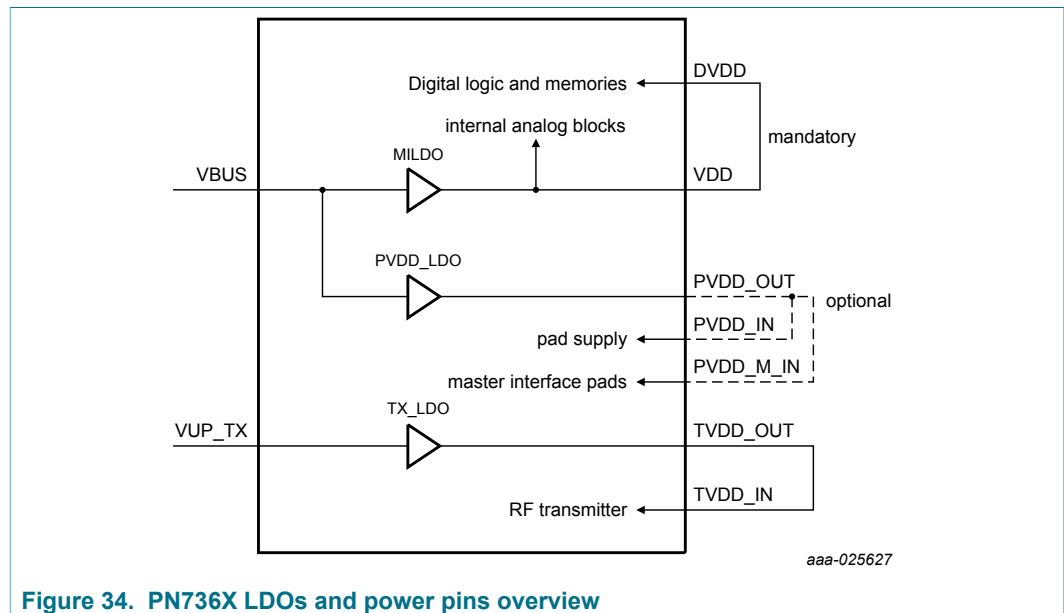 DVDD
Digital logic and memories
internal analog blocks
mandatory
MILDO
VBUS
VDD
PVDD_LDO
PVDD_OUT
optional
PVDD_IN
pad supply
PVDD_M_IN
master interface pads
TX_LDO
VUP_TX
TVDD_OUT
TVDD_IN
RF transmitter
aaa-025627
Figure 34. PN736X LDOs and power pins overview